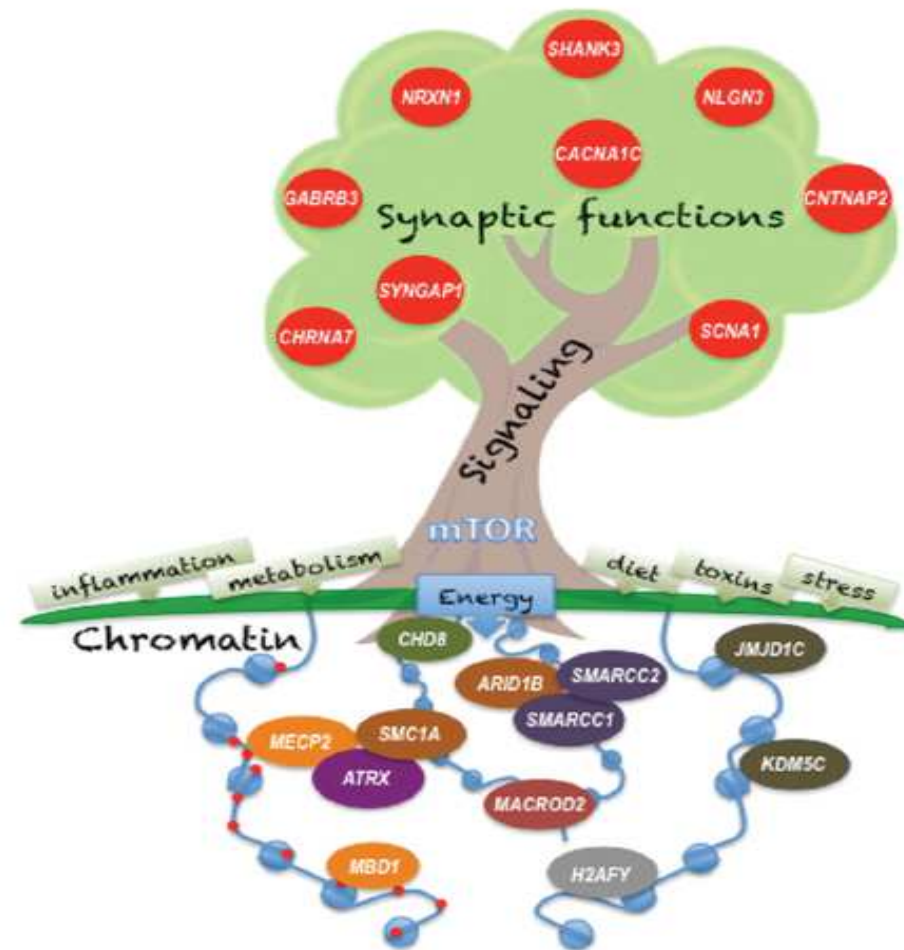 SHANK3
NRXN1
NLGN3
CACNA1C
GABRB3
CNTNAP2
Synaptic functions
SYNGAP1
CHRNA7
SCNA1
Signaling
mTOR
inflammation
metabolism
diet
toxins
stress
Energy
Chromatin
CHD8
JMJD1C
ARID1B
SMARCC2
SMARCC1
MECP2
SMC1A
ATRX
KDM5C
MACROD2
MBD1
H2AFY